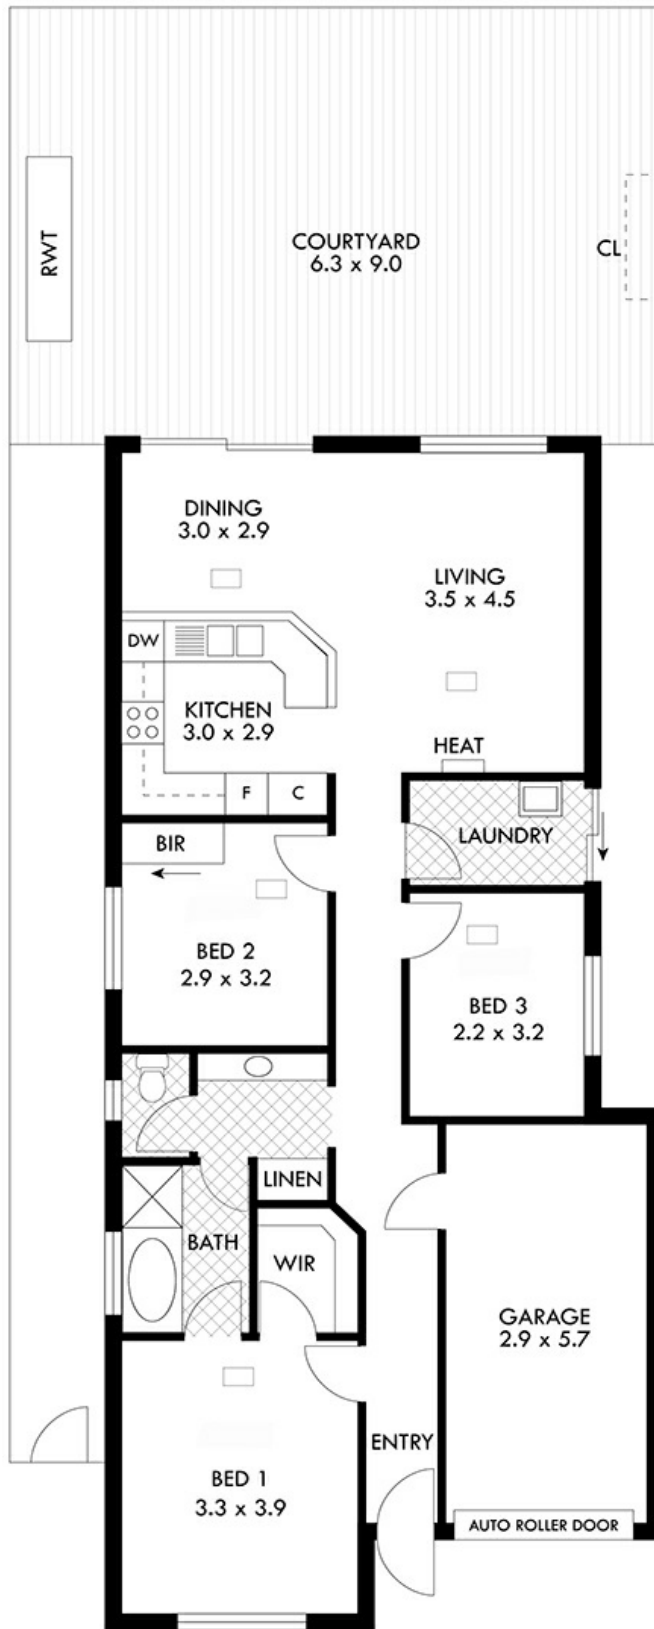 RWT
COURTYARD
6.3 x 9.0
CL
DINING
3.0 x 2.9
LIVING
3.5 x 4.5
DW
KITCHEN
3.0 x 2.9
HEAT
F
C
BIR
LAUNDRY
BED 2
2.9 x 3.2
BED 3
2.2 x 3.2
LINEN
BATH
WIR
GARAGE
2.9 x 5.7
ENTRY
BED 1
3.3 x 3.9
AUTO ROLLER DOOR